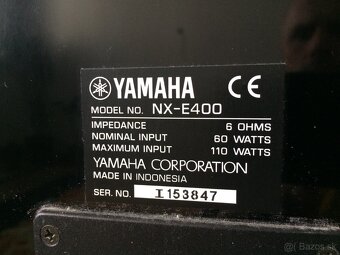 YAMAHA CE
MODEL NO. NX-E400
IMPEDANCE 6 OHMS
NOMINAL INPUT 60 WATTS
MAXIMUM INPUT 110 WATTS
YAMAHA CORPORATION
MADE IN INDONESIA
SER. NO. I153847
Bazos.sk